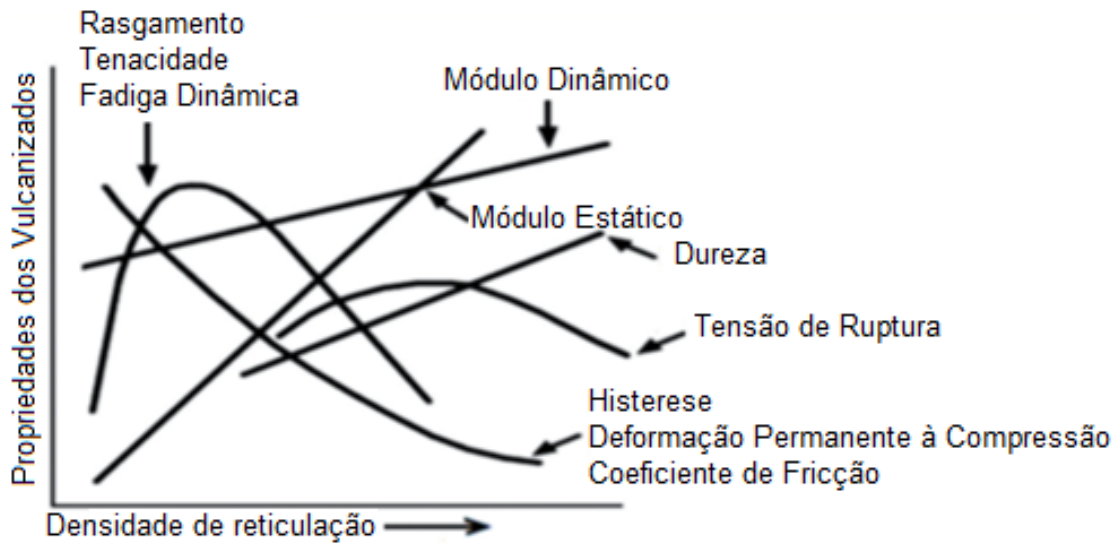 Rasgamento
Tenacidade
Fadiga Dinâmica
Módulo Dinâmico
Módulo Estático
Dureza
Tensão de Ruptura
Histerese
Deformação Permanente à Compressão
Coeficiente de Fricção
Propriedades dos Vulcanizados
Densidade de reticulação